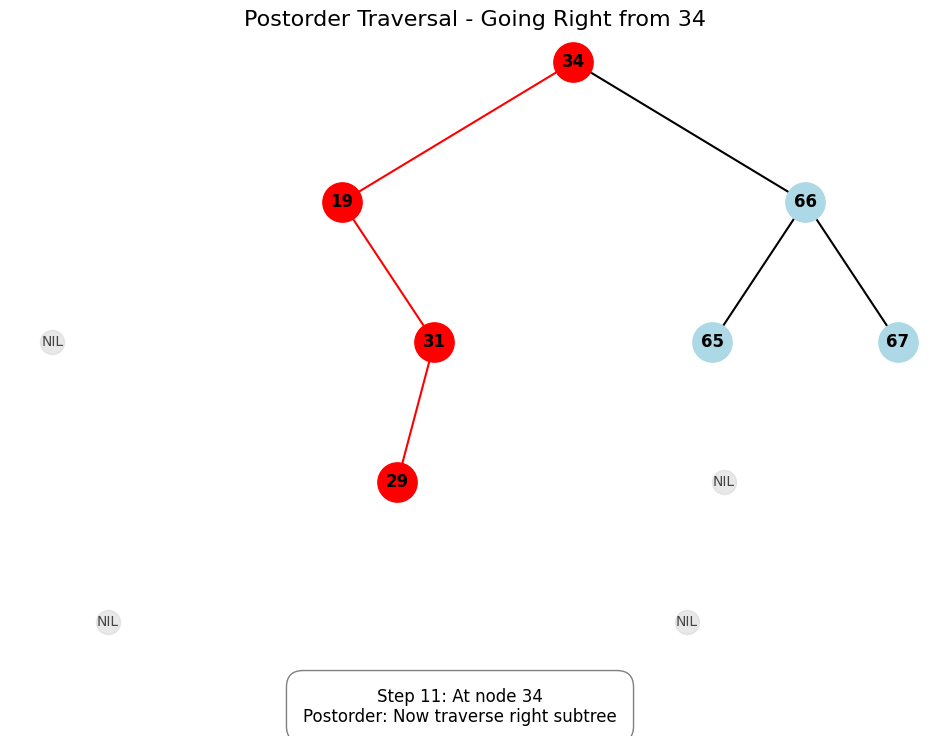 Postorder Traversal - Going Right from 34
34
19
66
NIL
31
65
67
29
NIL
NIL
NIL
Step 11: At node 34
Postorder: Now traverse right subtree